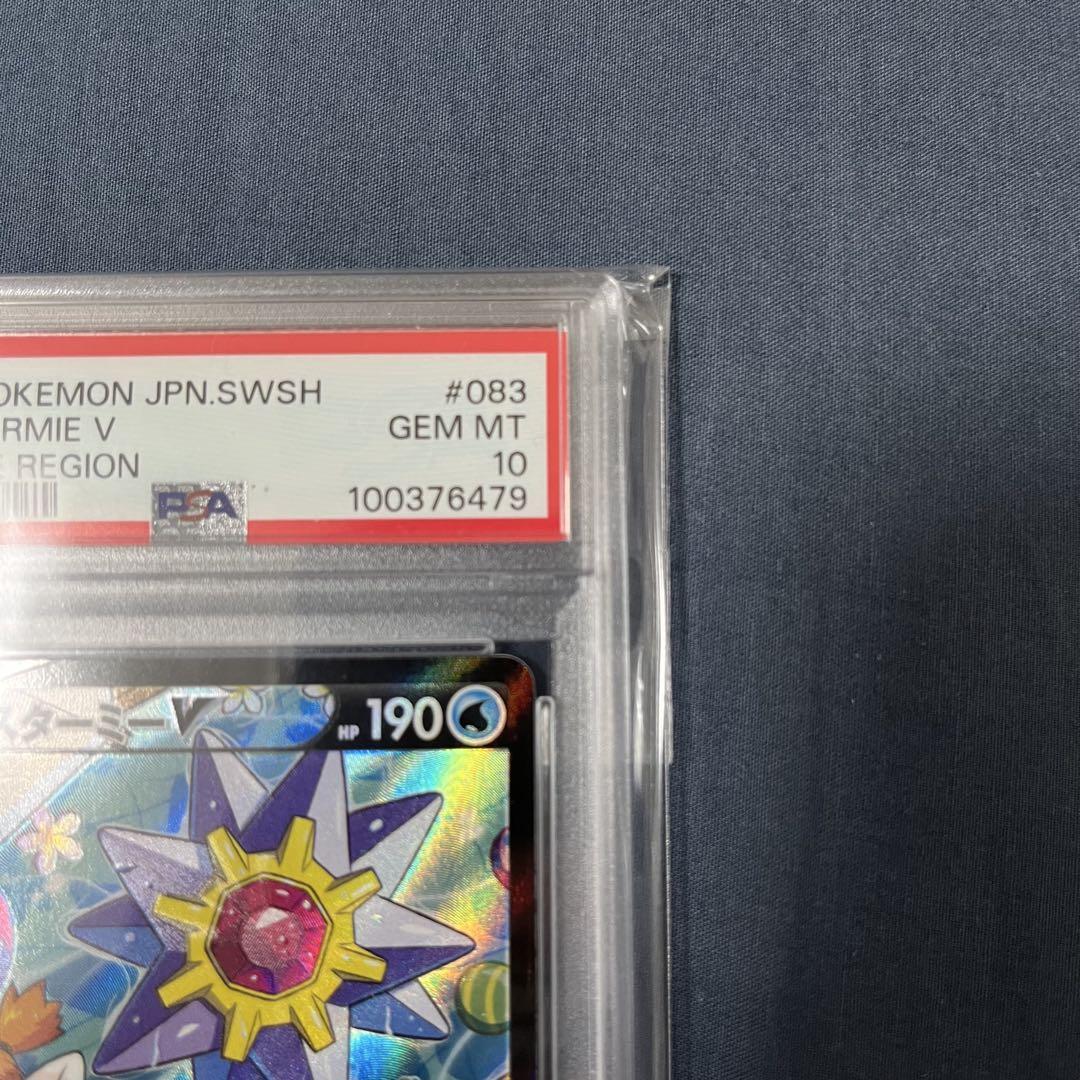 OKEMON JPN.SWSH #083
RMIE V GEM MT
REGION 10
PSA 100376479
スターミーV HP 190